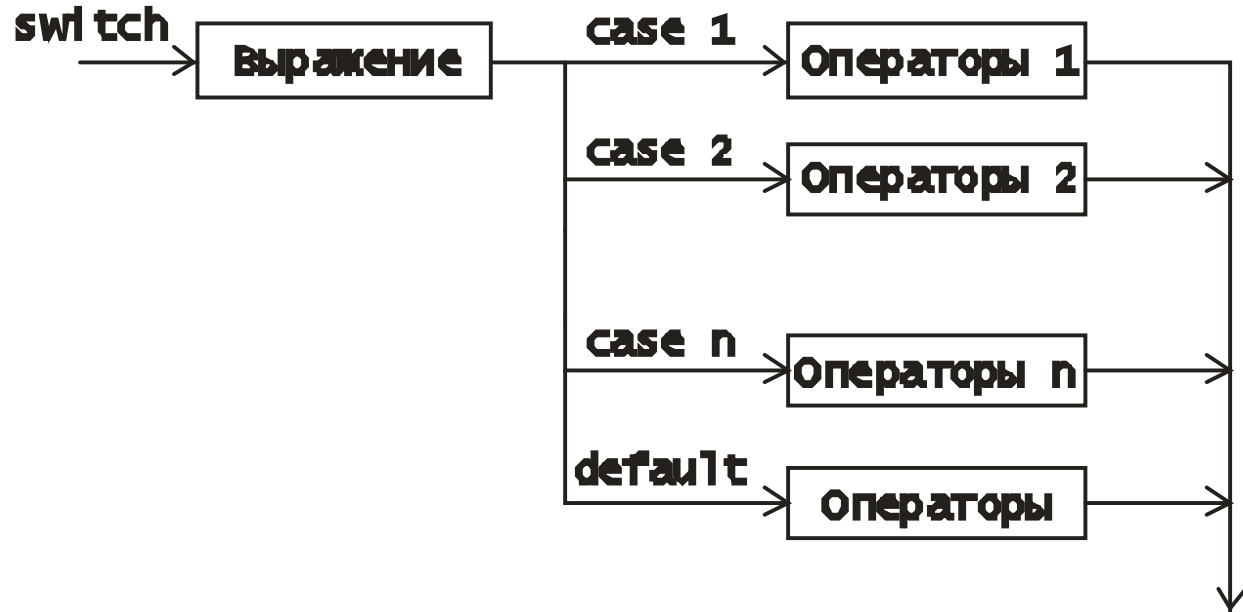 switch
Выражение
case 1
Операторы 1
case 2
Операторы 2
case n
Операторы n
default
Операторы